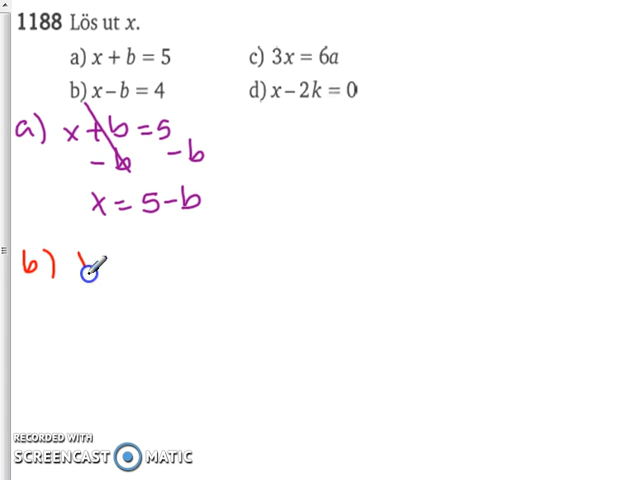 1188 Lös ut x.
a) x + b = 5
c) 3x = 6a
b) x – b = 4
d) x – 2k = 0
a) x + b = 5
– b – b
x = 5 – b
b)
RECORDED WITH
SCREENCAST MATIC